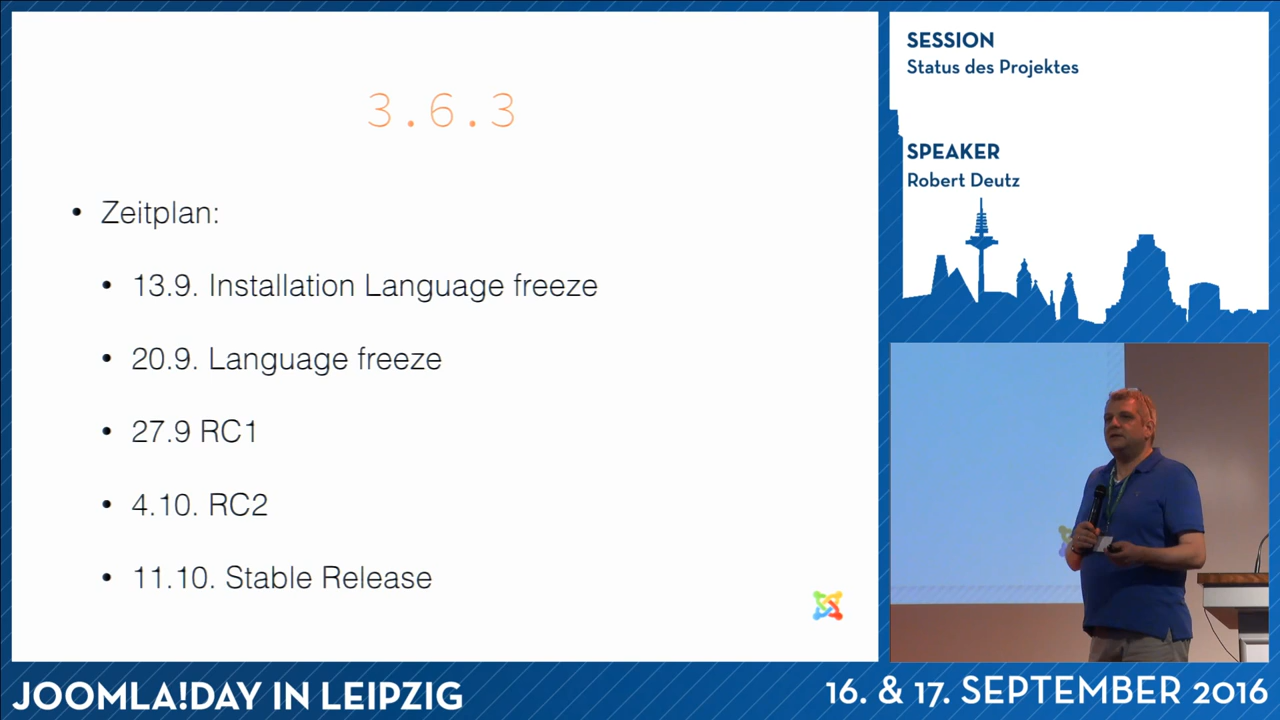 3.6.3
• Zeitplan:
• 13.9. Installation Language freeze
• 20.9. Language freeze
• 27.9 RC1
• 4.10. RC2
• 11.10. Stable Release
SESSION
Status des Projektes
SPEAKER
Robert Deutz
JOOMLA!DAY IN LEIPZIG
16. & 17. SEPTEMBER 2016